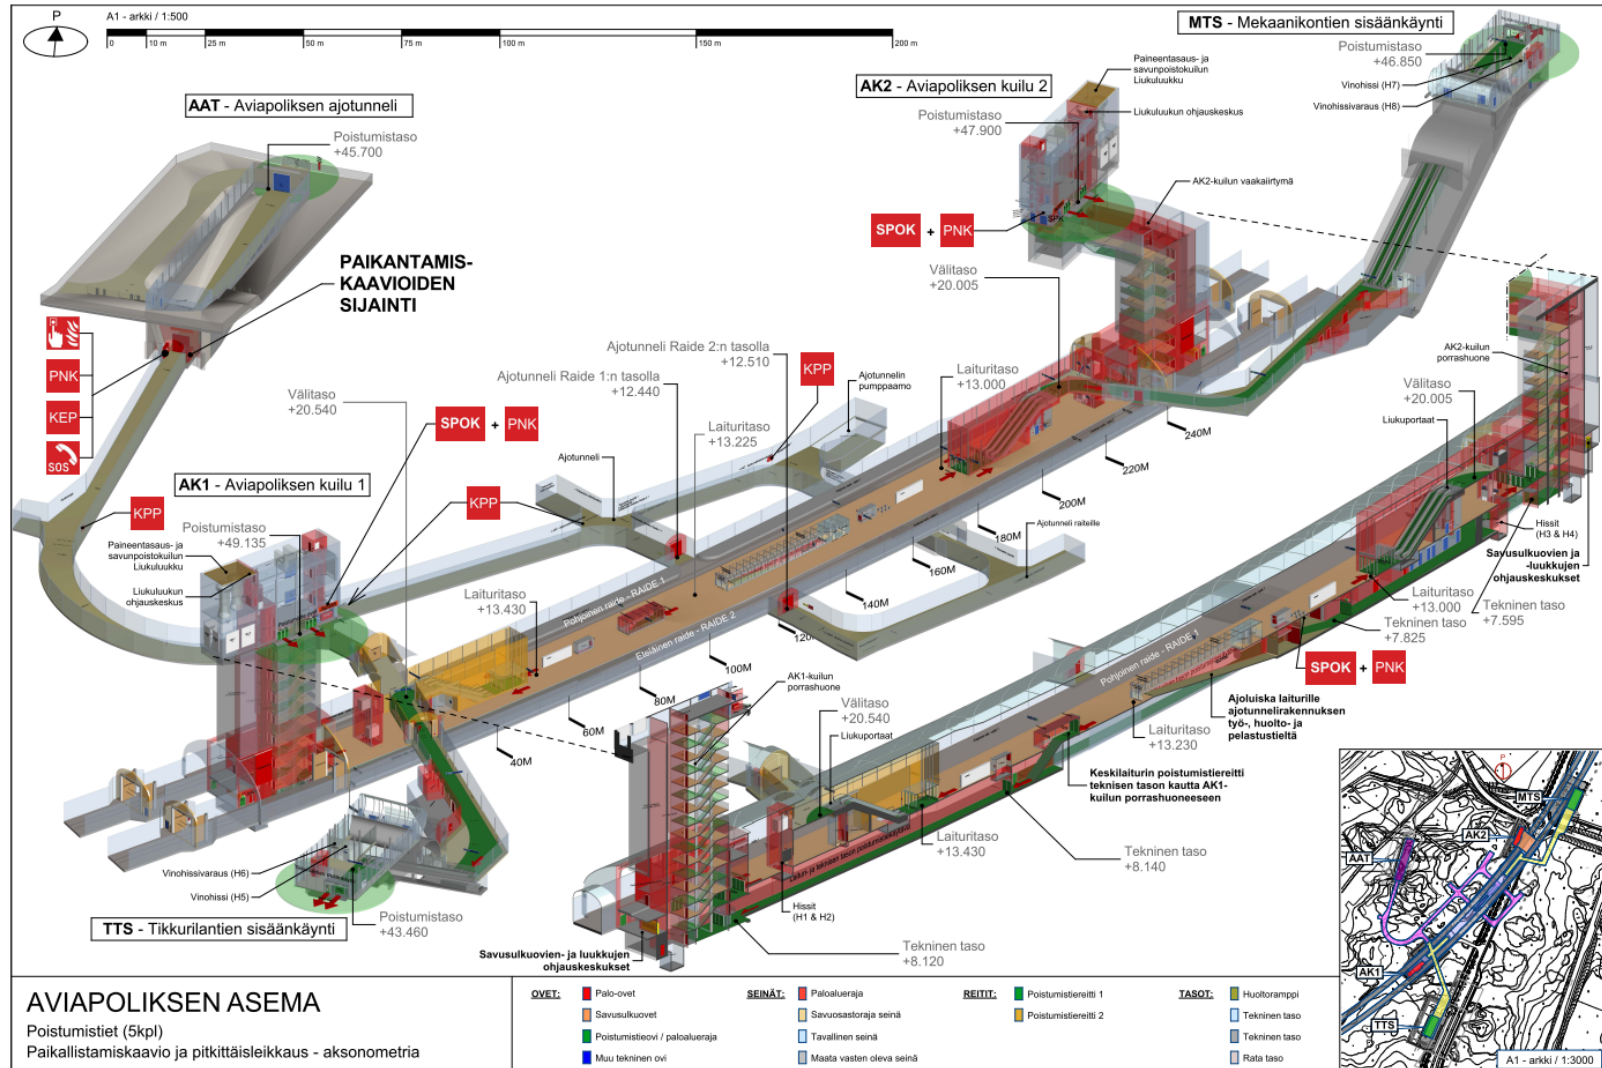 P
A1 - arkki / 1:500
0
10 m
25 m
50 m
75 m
100 m
150 m
200 m
MTS - Mekaanikontien sisäänkäynti
Poistumistaso
+46.850
Vinohissi (H7)
Vinohissivaraus (H8)
AAT - Aviapoliksen ajotunneli
Poistumistaso
+45.700
AK2 - Aviapoliksen kuilu 2
Poistumistaso
+47.900
Paineentasaus- ja
savunpoistokuilun
Liukuluukku
Liukuluukun ohjauskeskus
AK2-kuilun vaakaiirtymä
SPOK + PNK
Välitaso
+20.005
PAIKANTAMIS-
KAAVIOIDEN
SIJAINTI
PNK
KEP
SOS
KPP
Välitaso
+20.540
Ajotunneli Raide 2:n tasolla
+12.510
Ajotunneli Raide 1:n tasolla
+12.440
KPP
Ajotunnelin
pumppaamo
Laituritaso
+13.000
SPOK + PNK
Laituritaso
+13.225
Ajotunneli
KPP
AK1 - Aviapoliksen kuilu 1
Poistumistaso
+49.135
Paineentasaus- ja
savunpoistokuilun
Liukuluukku
Liukuluukun
ohjauskeskus
Laituritaso
+13.430
Pohjoinen raide - RAIDE 1
Eteläinen raide - RAIDE 2
40M
60M
80M
100M
120M
140M
160M
180M
200M
220M
240M
Ajotunneli raiteille
AK2-kuilun
porrashuone
Välitaso
+20.005
Liukuportaat
Hissit
(H3 & H4)
Savusulkuovien ja
-luukkujen
ohjauskeskukset
Laituritaso
+13.000
Tekninen taso
+7.595
Tekninen taso
+7.825
SPOK + PNK
Pohjoinen raide - RAIDE 1
Ajoluiska laiturille
ajotunnelirakennuksen
työ-, huolto- ja
pelastustieltä
Laituritaso
+13.230
AK1-kuilun
porrashuone
Välitaso
+20.540
Liukuportaat
Keskilaiturin poistumistiereitti
teknisen tason kautta AK1-
kuilun porrashuoneeseen
Laituritaso
+13.430
Tekninen taso
+8.140
Laituri- ja teknisen tason poistumiskäytävä
Hissit
(H1 & H2)
Tekninen taso
+8.120
Savusulkuovien- ja luukkujen
ohjauskeskukset
Vinohissivaraus (H6)
Vinohissi (H5)
TTS - Tikkurilantien sisäänkäynti
Poistumistaso
+43.460
P
MTS
AK2
AAT
AK1
TTS
A1 - arkki / 1:3000
AVIAPOLIKSEN ASEMA
Poistumistiet (5kpl)
Paikallistamiskaavio ja pitkittäisleikkaus - aksonometria
OVET:
Palo-ovet
Savusulkuovet
Poistumistieovi / paloalueraja
Muu tekninen ovi
SEINÄT:
Paloalueraja
Savuosastoraja seinä
Tavallinen seinä
Maata vasten oleva seinä
REITIT:
Poistumistiereitti 1
Poistumistiereitti 2
TASOT:
Huoltoramppi
Tekninen taso
Tekninen taso
Rata taso